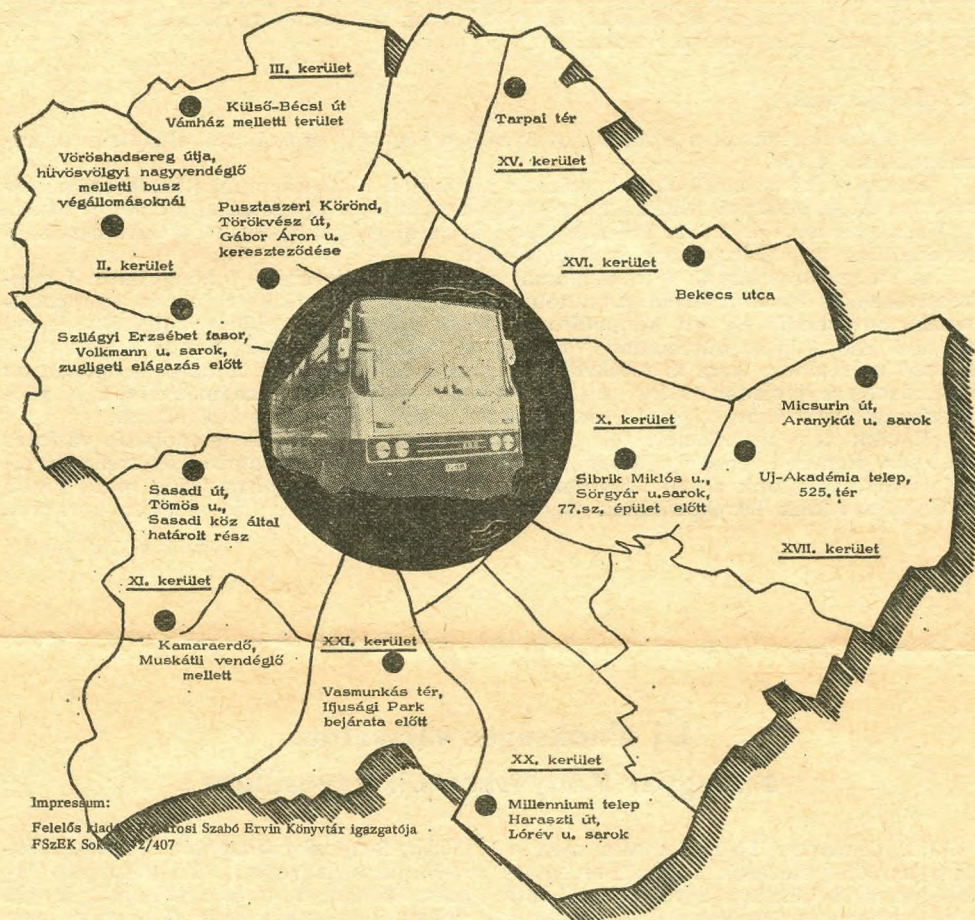 III. kerület
Külső-Bécsi út
Vámház melletti terület
Tarpai tér
XV. kerület
Vöröshadsereg útja,
hüvösvölgyi nagyvendéglő
melletti busz
végállomásoknál
Pusztaszeri Körönd,
Törökvész út,
Gábor Áron u.
kereszteződése
II. kerület
XVI. kerület
Bekecs utca
Szilágyi Erzsébet fasor,
Volkmann u. sarok,
zugligeti elágazás előtt
Micsurin út,
Aranykút u. sarok
X. kerület
Sibrik Miklós u.,
Sörgyár u.sarok,
77.sz. épület előtt
Uj-Akadémia telep,
525. tér
XVII. kerület
Sasadi út,
Tömös u.,
Sasadi köz által
határolt rész
XI. kerület
Kamaraerdő,
Muskátli vendéglő
mellett
XXI. kerület
Vasmunkás tér,
Ifjusági Park
bejárata előtt
XX. kerület
Millenniumi telep
Haraszti út,
Lórév u. sarok
Impressum:
Felelős Szabó Ervin Könyvtár igazgatója
FSzEK 2/407